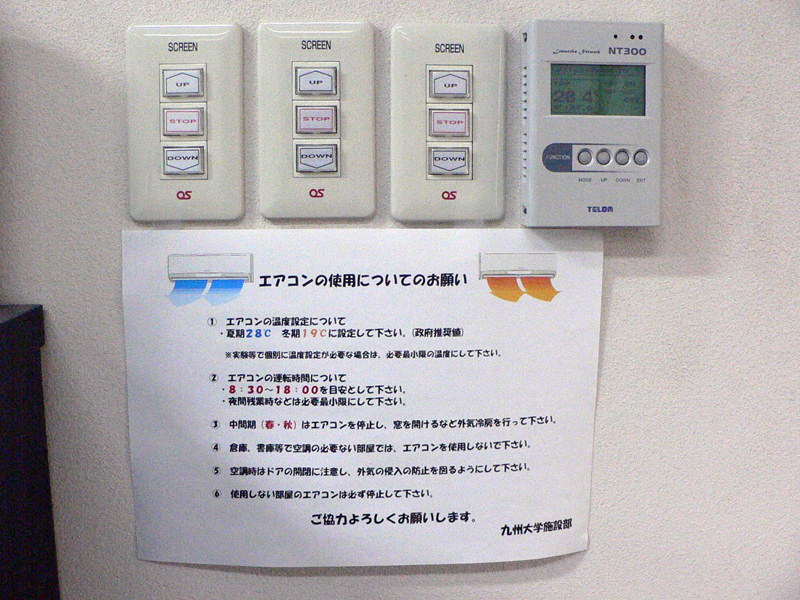 SCREEN
UP
STOP
DOWN
OS
SCREEN
UP
STOP
DOWN
OS
SCREEN
UP
STOP
DOWN
OS
NT300
FUNCTION
MODE UP DOWN EXIT
エアコンの使用についてのお願い
① エアコンの温度設定について
・夏期28℃ 冬期19℃に設定して下さい。(政府推奨値)
※実験等で個別に温度設定が必要な場合は、必要最小限の温度にして下さい。
② エアコンの運転時間について
・8:30~18:00を目安として下さい。
・夜間残業時などは必要最小限にして下さい。
③ 中間期(春・秋)はエアコンを停止し、窓を開けるなど外気冷房を行って下さい。
④ 倉庫、書庫等で空調の必要ない部屋では、エアコンを使用しないで下さい。
⑤ 空調時はドアの開閉に注意し、外気の侵入の防止を図るようにして下さい。
⑥ 使用しない部屋のエアコンは必ず停止して下さい。
ご協力よろしくお願いします。
九州大学施設部